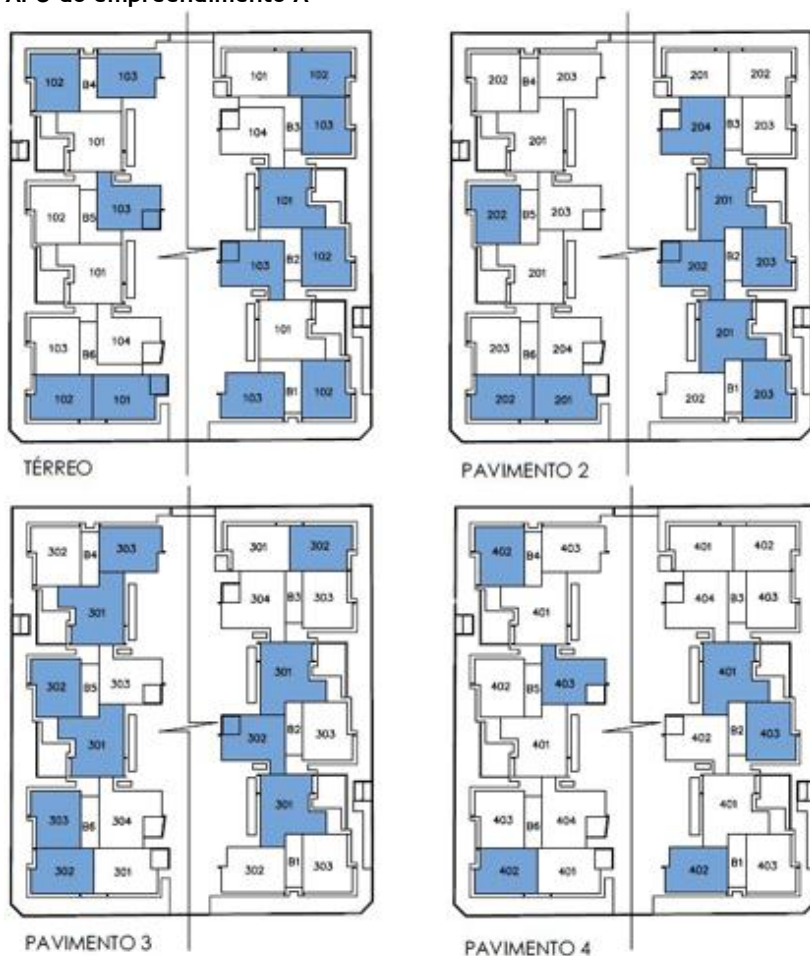 do empreendimento A
102 B4 103 101 102
101 104 B3 103
102 B5 103 101
101 103 B2 102
103 B6 104 101
102 101 103 B1 102
TÉRREO
202 B4 203 201 202
201 204 B3 203
202 B5 203 201
201 202 B2 203
203 B6 204 201
202 201 202 B1 203
PAVIMENTO 2
302 B4 303 301 302
301 304 B3 303
302 B5 303 301
301 302 B2 303
303 B6 304 301
302 301 302 B1 303
PAVIMENTO 3
402 B4 403 401 402
401 404 B3 403
402 B5 403 401
401 402 B2 403
403 B6 404 401
402 401 402 B1 403
PAVIMENTO 4